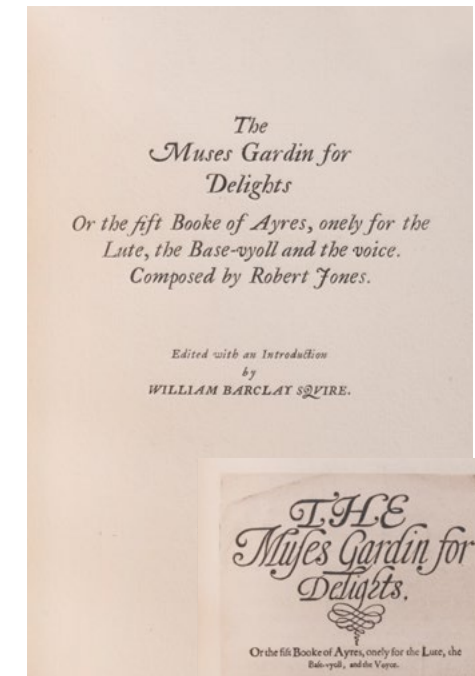 The
Muses Gardin for
Delights
Or the fift Booke of Ayres, onely for the
Lute, the Base-vyoll and the voice.
Composed by Robert Jones.
Edited with an Introduction
by
WILLIAM BARCLAY SQVIRE.
THE
Muses Gardin for
Delights,
Or the fift Booke of Ayres, onely for the Lute, the
Base-vyoll, and the Voyce.